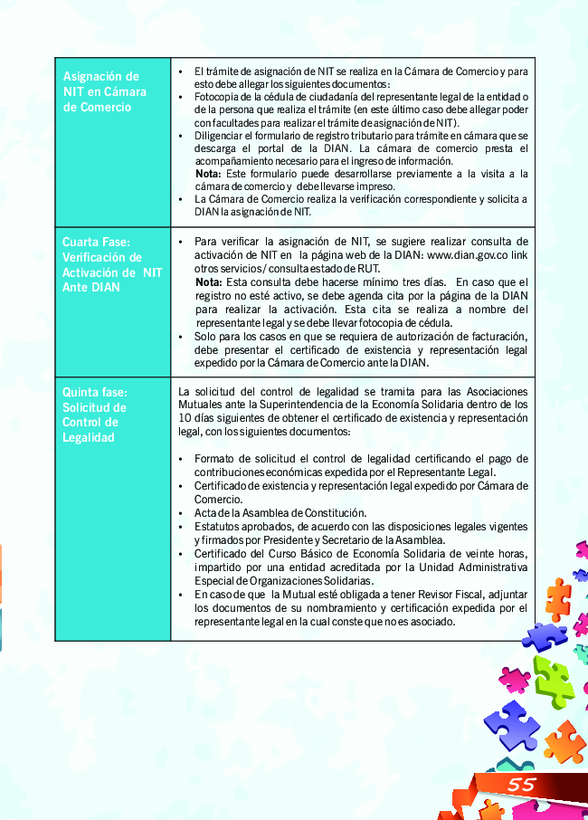 Asignación de
NIT en Cámara
de Comercio
• El trámite de asignación de NIT se realiza en la Cámara de Comercio y para
esto debe allegar los siguientes documentos:
• Fotocopia de la cédula de ciudadanía del representante legal de la entidad o
de la persona que realiza el trámite (en este último caso debe allegar poder
con facultades para realizar el trámite de asignación de NIT).
• Diligenciar el formulario de registro tributario para trámite en cámara que se
descarga el portal de la DIAN. La cámara de comercio presta el
acompañamiento necesario para el ingreso de información.
Nota: Este formulario puede desarrollarse previamente a la visita a la
cámara de comercio y debe llevarse impreso.
• La Cámara de Comercio realiza la verificación correspondiente y solicita a
DIAN la asignación de NIT.
Cuarta Fase:
Verificación de
Activación de NIT
Ante DIAN
• Para verificar la asignación de NIT, se sugiere realizar consulta de
activación de NIT en la página web de la DIAN: www.dian.gov.co link
otros servicios/ consulta estado de RUT.
Nota: Esta consulta debe hacerse mínimo tres días. En caso que el
registro no esté activo, se debe agenda cita por la página de la DIAN
para realizar la activación. Esta cita se realiza a nombre del
representante legal y se debe llevar fotocopia de cédula.
• Solo para los casos en que se requiera de autorización de facturación,
debe presentar el certificado de existencia y representación legal
expedido por la Cámara de Comercio ante la DIAN.
Quinta fase:
Solicitud de
Control de
Legalidad
La solicitud del control de legalidad se tramita para las Asociaciones
Mutuales ante la Superintendencia de la Economía Solidaria dentro de los
10 días siguientes de obtener el certificado de existencia y representación
legal, con los siguientes documentos:
• Formato de solicitud el control de legalidad certificando el pago de
contribuciones económicas expedida por el Representante Legal.
• Certificado de existencia y representación legal expedido por Cámara de
Comercio.
• Acta de la Asamblea de Constitución.
• Estatutos aprobados, de acuerdo con las disposiciones legales vigentes
y firmados por Presidente y Secretario de la Asamblea.
• Certificado del Curso Básico de Economía Solidaria de veinte horas,
impartido por una entidad acreditada por la Unidad Administrativa
Especial de Organizaciones Solidarias.
• En caso de que la Mutual esté obligada a tener Revisor Fiscal, adjuntar
los documentos de su nombramiento y certificación expedida por el
representante legal en la cual conste que no es asociado.
55